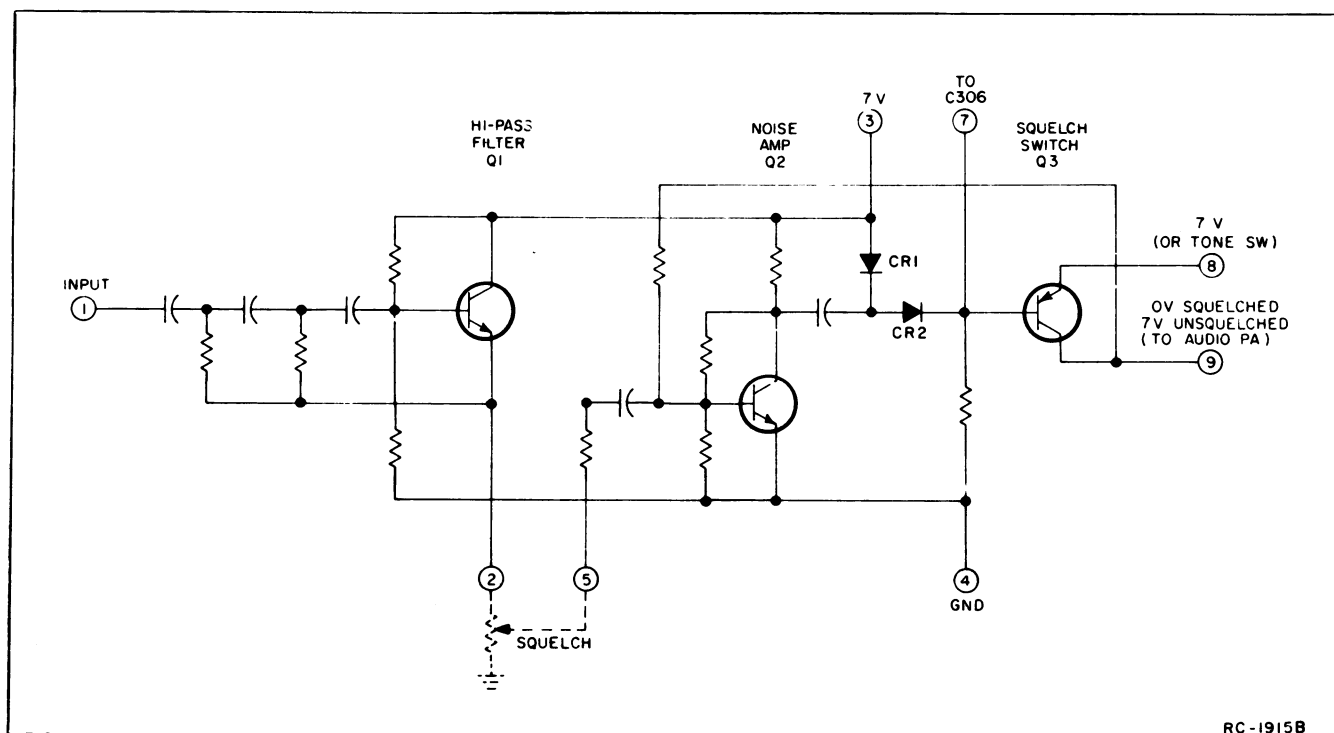 7 V
3
TO
C306
7
HI-PASS
FILTER
Q1
NOISE
AMP
Q2
SQUELCH
SWITCH
Q3
7 V
(OR TONE SW)
8
CR1
INPUT
1
CR2
0V SQUELCHED
7V UNSQUELCHED
(TO AUDIO PA)
9
2
5
4
GND
SQUELCH
RC-1915B